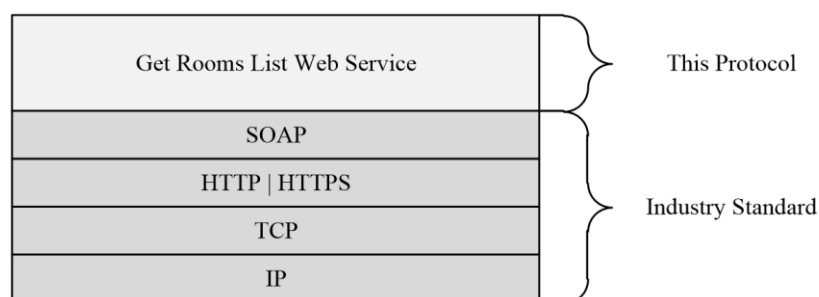 Get Rooms List Web Service
This Protocol
SOAP
HTTP | HTTPS
TCP
Industry Standard
IP